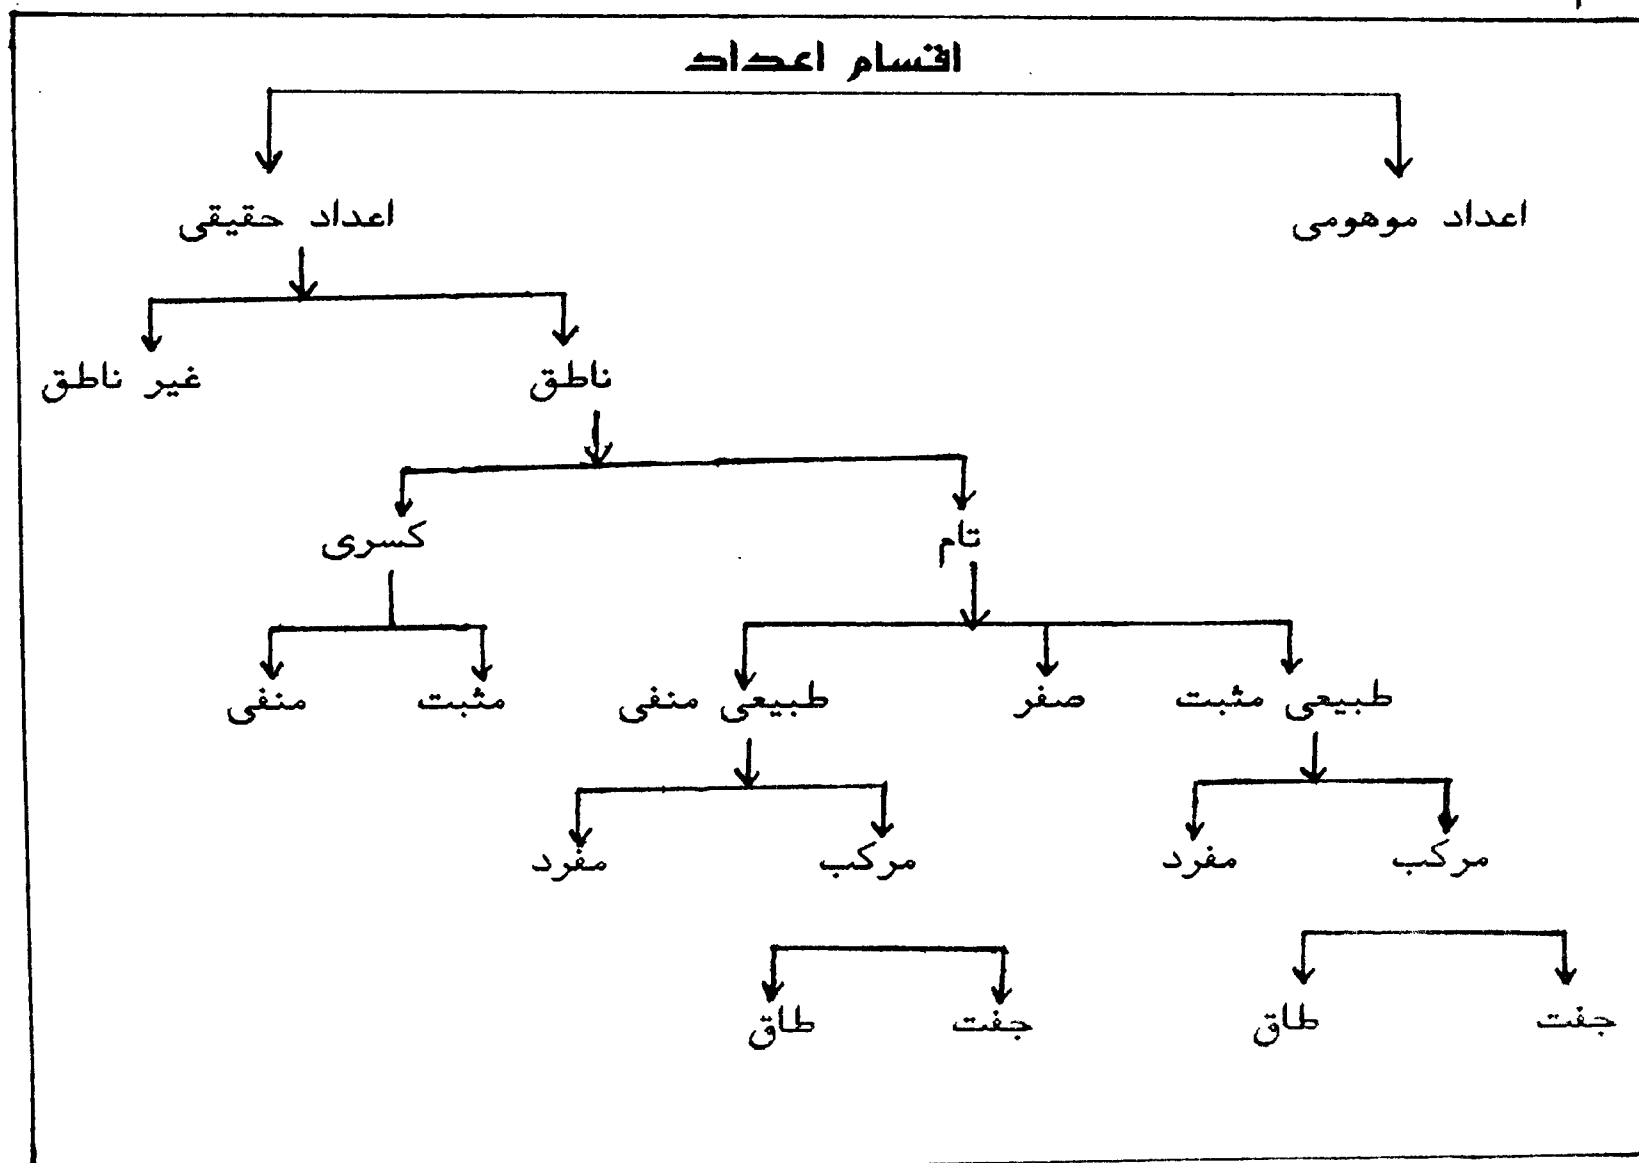 اقسام اعداد
اعداد موهومی اعداد حقیقی
ناطق غیر ناطق
تام کسری
طبیعی مثبت صفر طبیعی منفی مثبت منفی
مرکب مفرد مرکب مفرد
جفت طاق جفت طاق